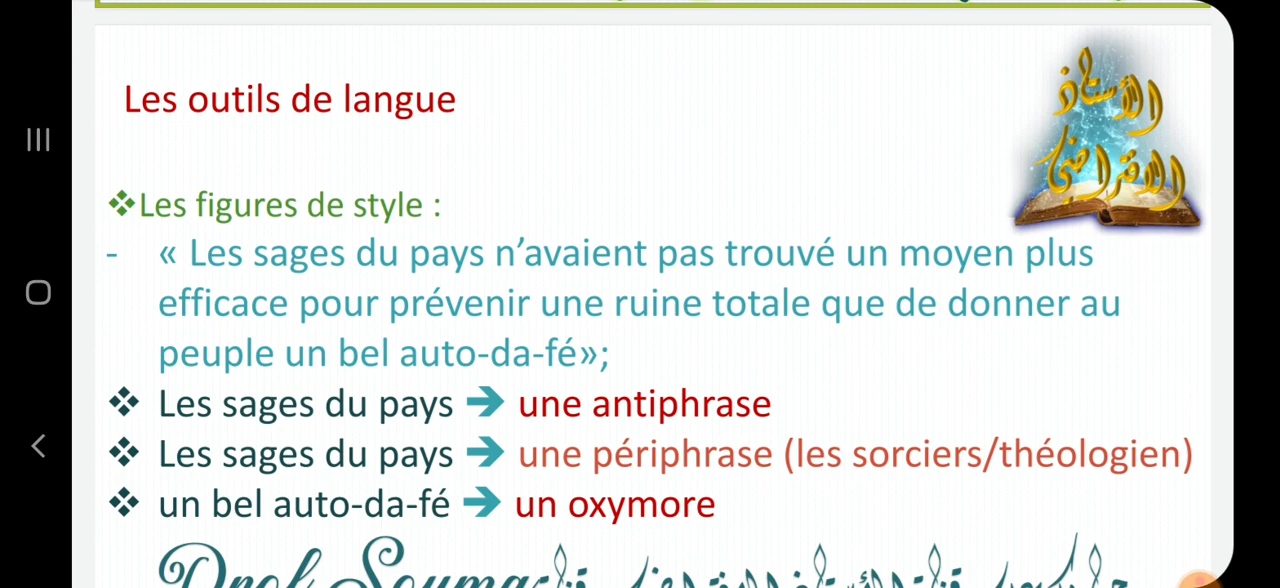 Les outils de langue
الأستاذ
الافتراضي
❖Les figures de style :
- « Les sages du pays n’avaient pas trouvé un moyen plus
efficace pour prévenir une ruine totale que de donner au
peuple un bel auto-da-fé»;
❖ Les sages du pays ➔ une antiphrase
❖ Les sages du pays ➔ une périphrase (les sorciers/théologien)
❖ un bel auto-da-fé ➔ un oxymore